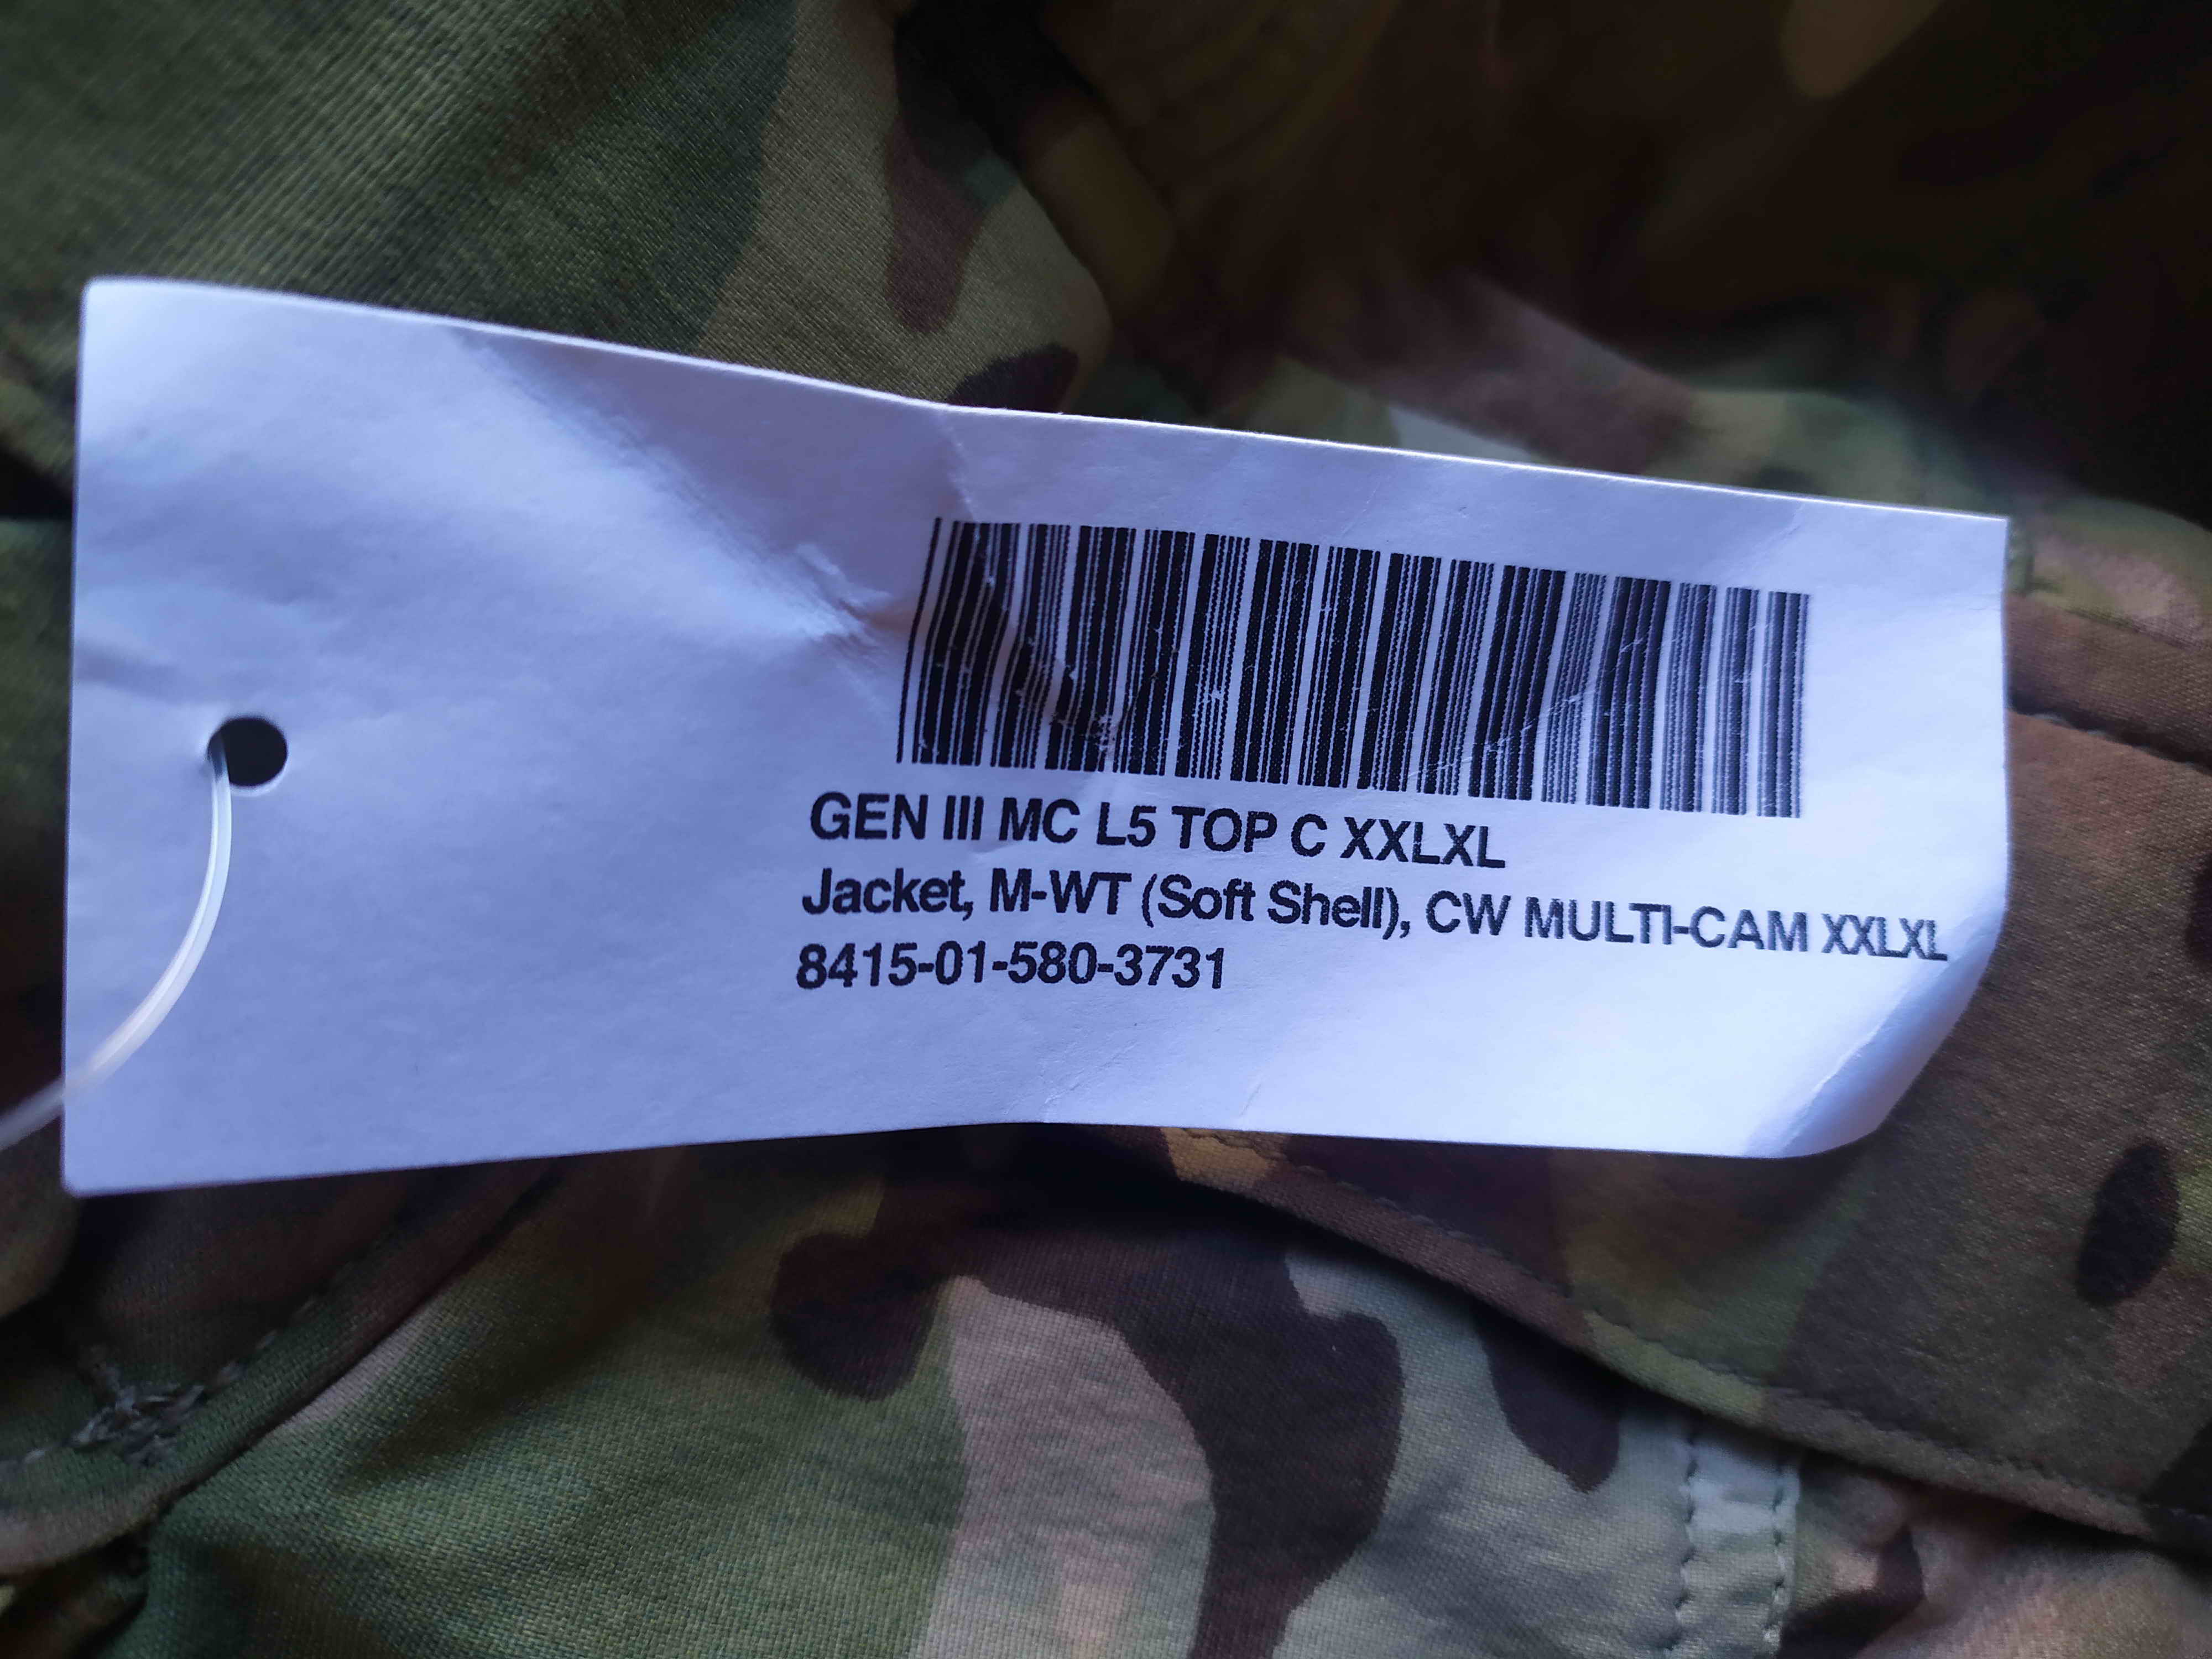 GEN III MC L5 TOP C XXLXL
Jacket, M-WT (Soft Shell), CW MULTI-CAM XXLXL
8415-01-580-3731